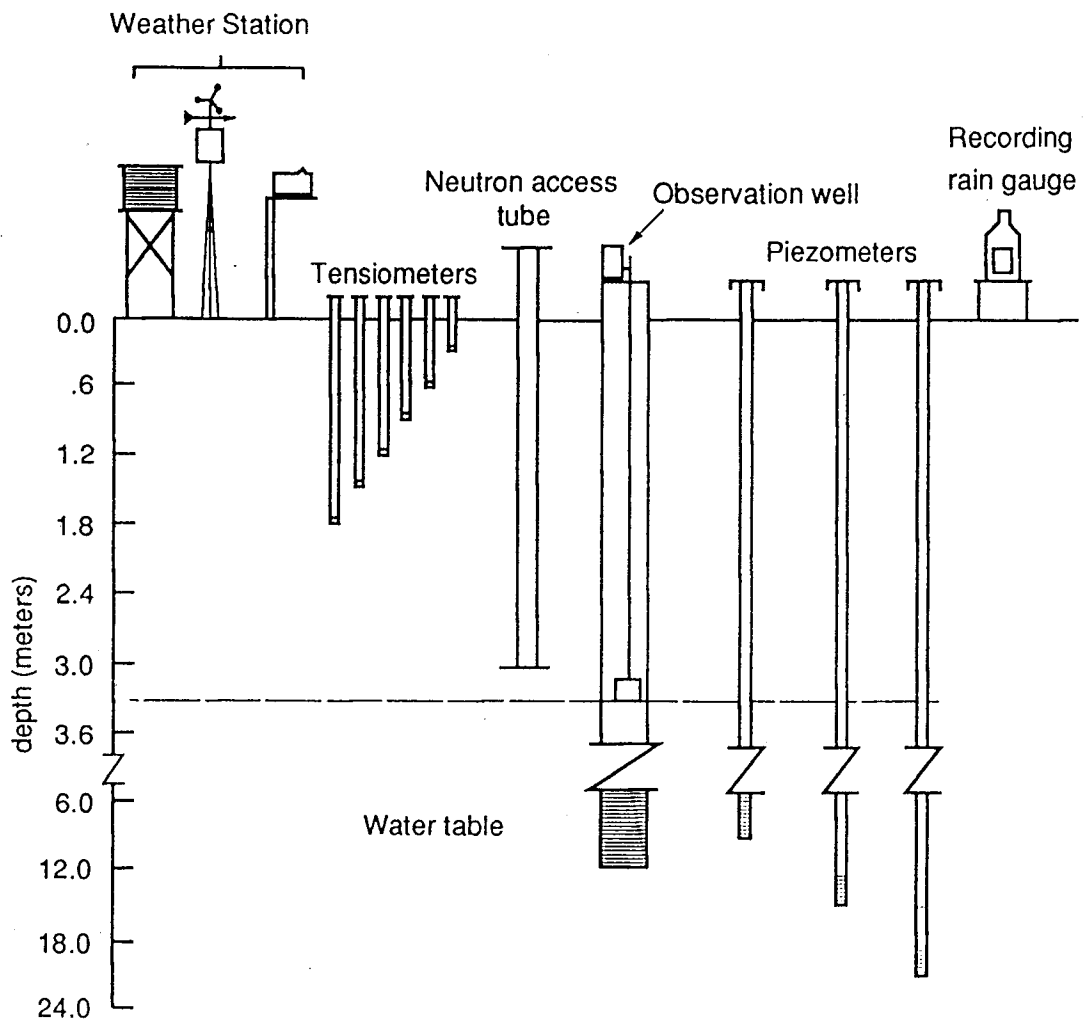 Weather Station
Recording
rain gauge
Neutron access
tube
Observation well
Tensiometers
Piezometers
0.0
.6
1.2
1.8
2.4
3.0
3.6
6.0
12.0
18.0
24.0
depth (meters)
Water table